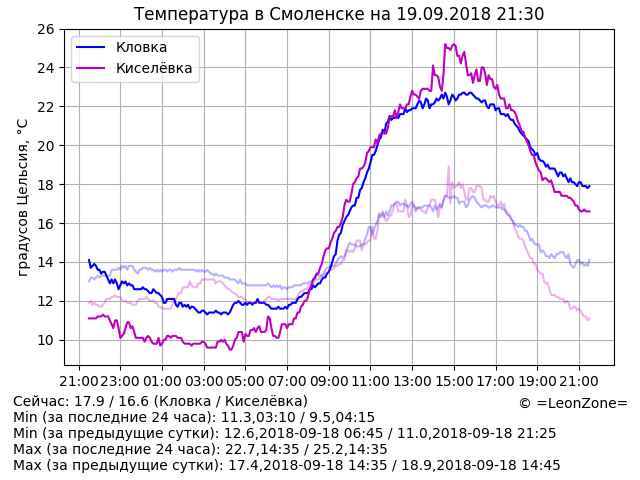 Температура в Смоленске на 19.09.2018 21:30
26
24
22
20
18
16
14
12
10
градусов Цельсия, °C
Кловка
Киселёвка
21:00 23:00 01:00 03:00 05:00 07:00 09:00 11:00 13:00 15:00 17:00 19:00 21:00
Сейчас: 17.9 / 16.6 (Кловка / Киселёвка)
© =LeonZone=
Min (за последние 24 часа): 11.3,03:10 / 9.5,04:15
Min (за предыдущие сутки): 12.6,2018-09-18 06:45 / 11.0,2018-09-18 21:25
Max (за последние 24 часа): 22.7,14:35 / 25.2,14:35
Max (за предыдущие сутки): 17.4,2018-09-18 14:35 / 18.9,2018-09-18 14:45